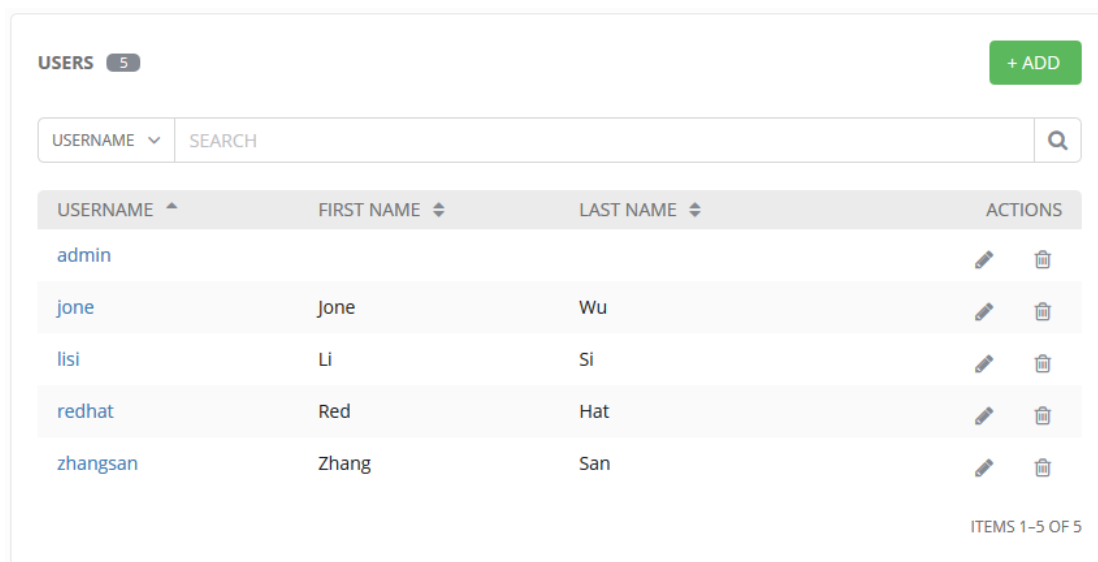 USERS 5 + ADD
USERNAME SEARCH
USERNAME FIRST NAME LAST NAME ACTIONS
admin
jone Jone Wu
lisi Li Si
redhat Red Hat
zhangsan Zhang San
ITEMS 1–5 OF 5